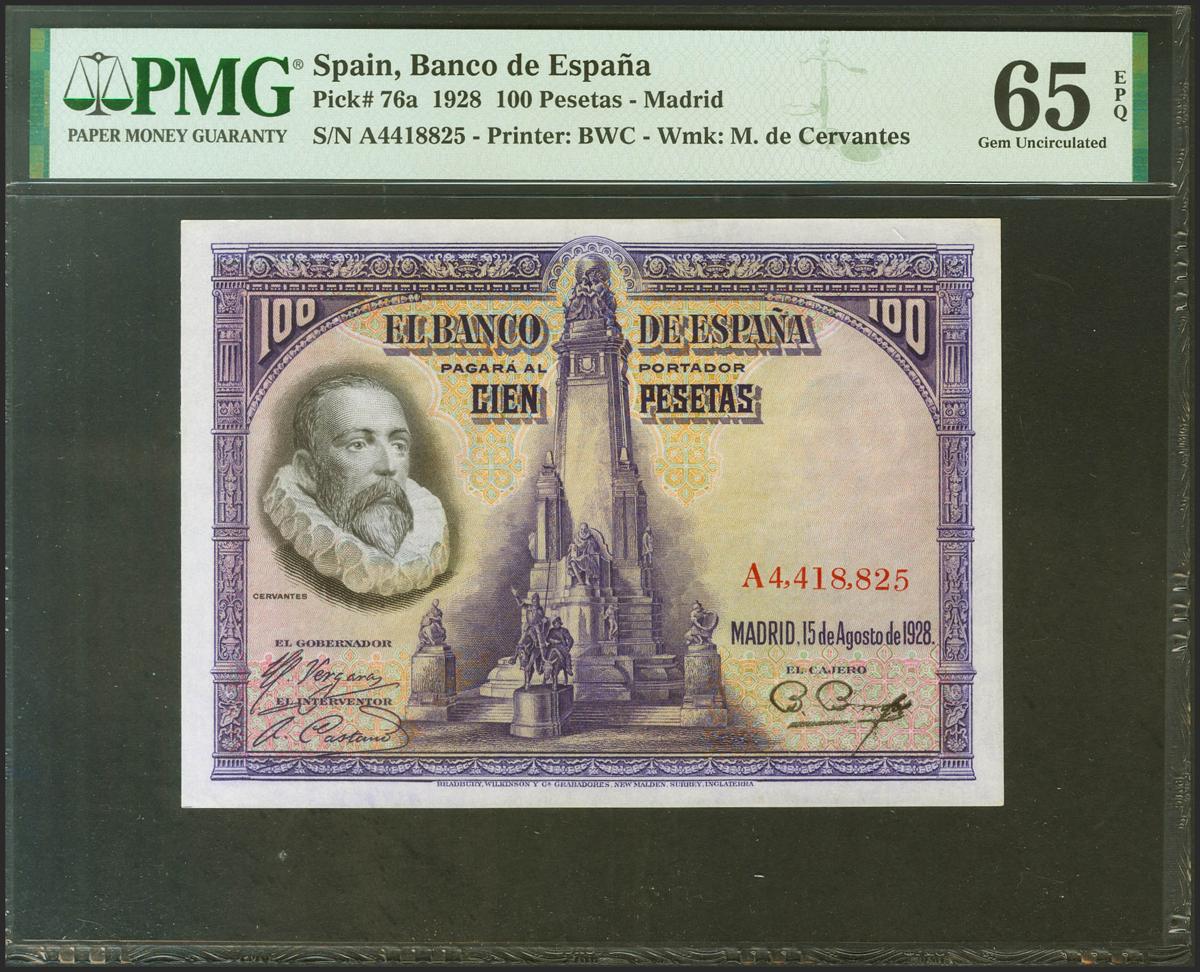 PMG®
PAPER MONEY GUARANTY
Spain, Banco de España
Pick# 76a 1928 100 Pesetas - Madrid
S/N A4418825 - Printer: BWC - Wmk: M. de Cervantes
65 EPQ
Gem Uncirculated
100 100
EL BANCO DE ESPAÑA
PAGARÁ AL PORTADOR
CIEN PESETAS
A4,418,825
CERVANTES
MADRID, 15 de Agosto de 1928.
EL GOBERNADOR
EL CAJERO
Vergara
EL INTERVENTOR
A. Castaño
BRADBURY, WILKINSON Y Cª GRABADORES, NEW MALDEN, SURREY, INGLATERRA